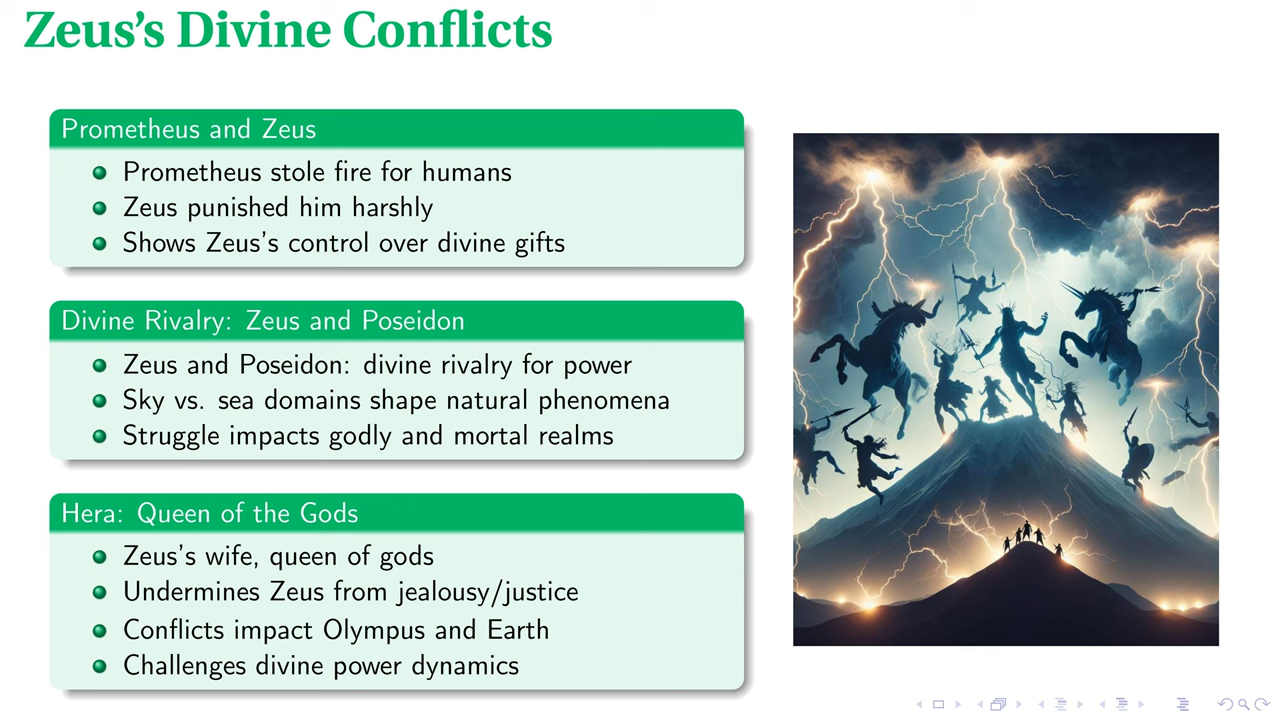 Zeus's Divine Conflicts
Prometheus and Zeus
Prometheus stole fire for humans
Zeus punished him harshly
Shows Zeus's control over divine gifts
Divine Rivalry: Zeus and Poseidon
Zeus and Poseidon: divine rivalry for power
Sky vs. sea domains shape natural phenomena
Struggle impacts godly and mortal realms
Hera: Queen of the Gods
Zeus's wife, queen of gods
Undermines Zeus from jealousy/justice
Conflicts impact Olympus and Earth
Challenges divine power dynamics